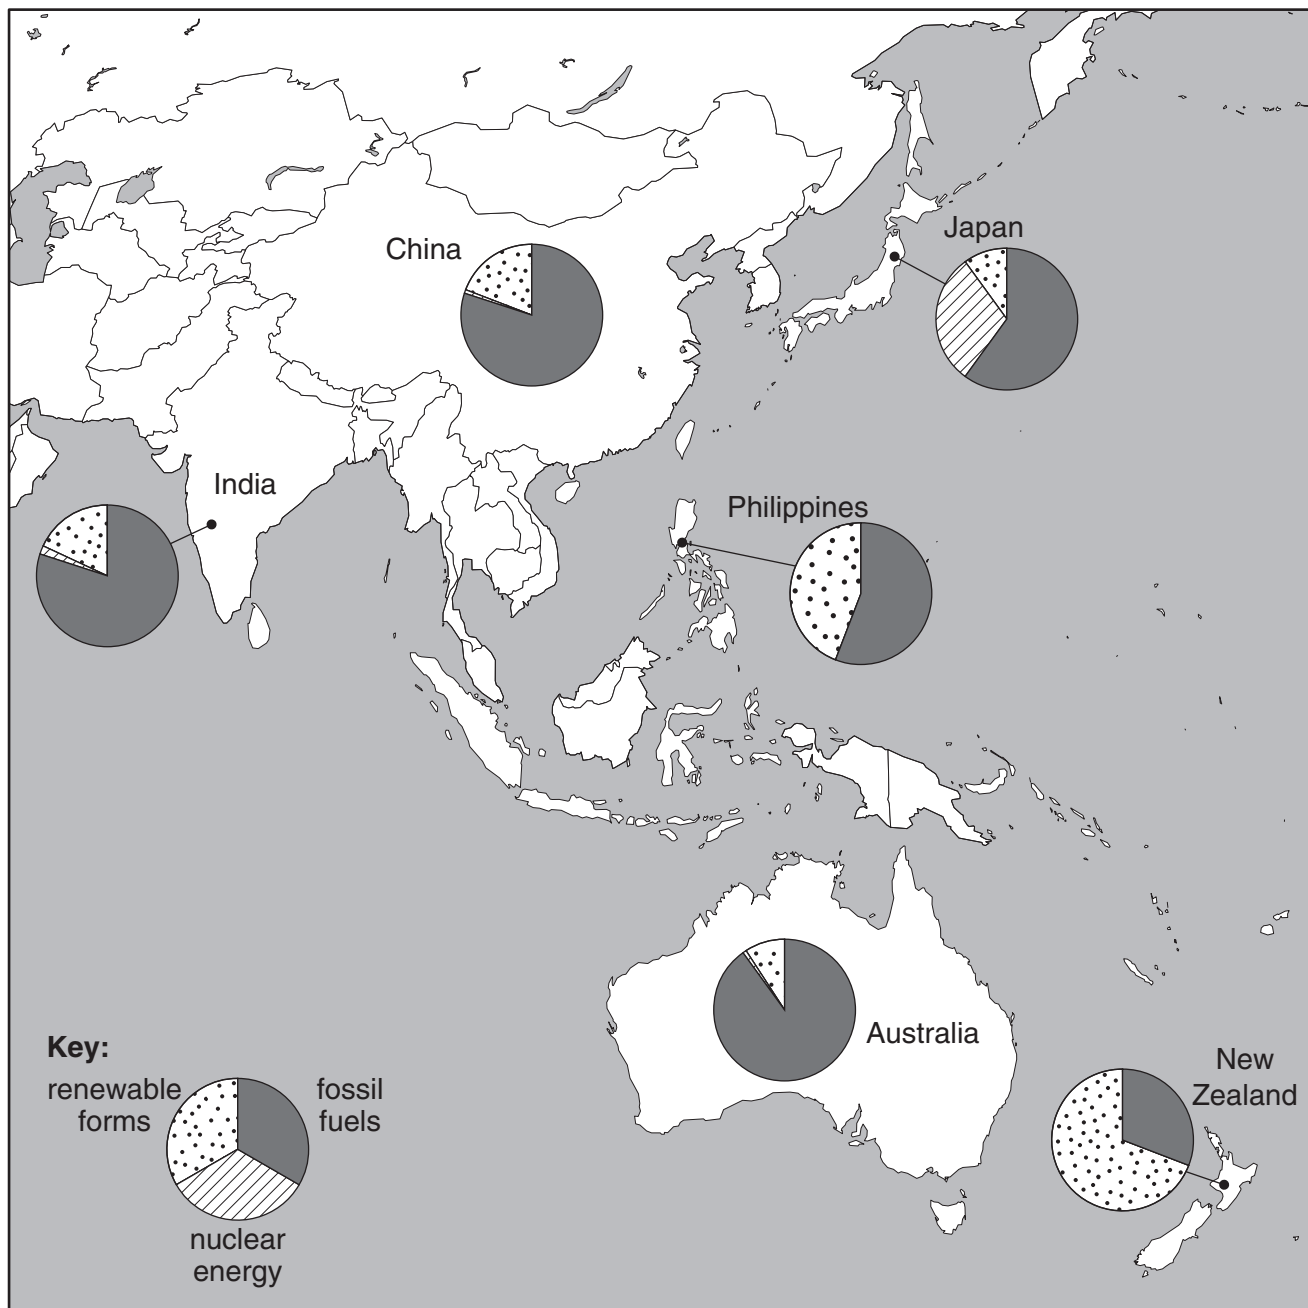 China
Japan
India
Philippines
Australia
New
Zealand
Key:
renewable
forms
fossil
fuels
nuclear
energy